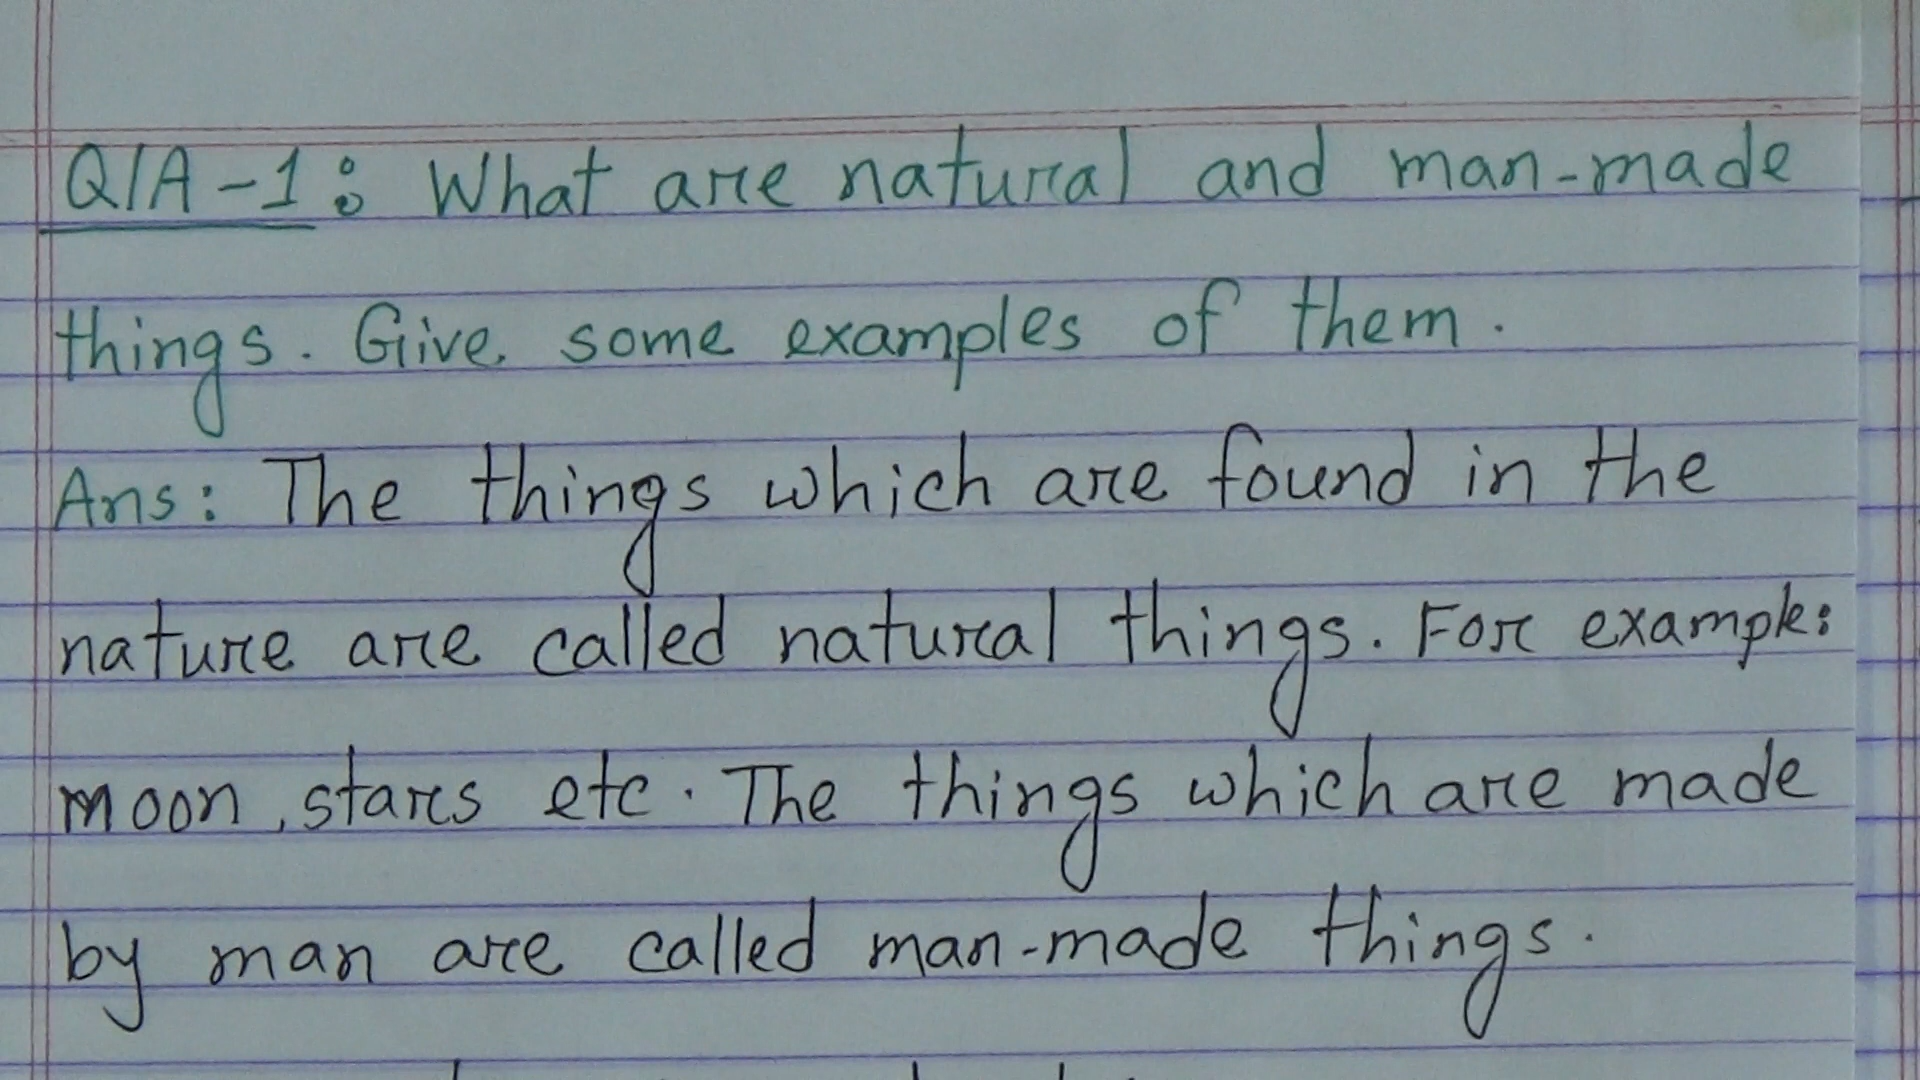 Q/A-1: What are natural and man-made
things. Give some examples of them.
Ans: The things which are found in the
nature are called natural things. For example:
moon, stars etc. The things which are made
by man are called man-made things.